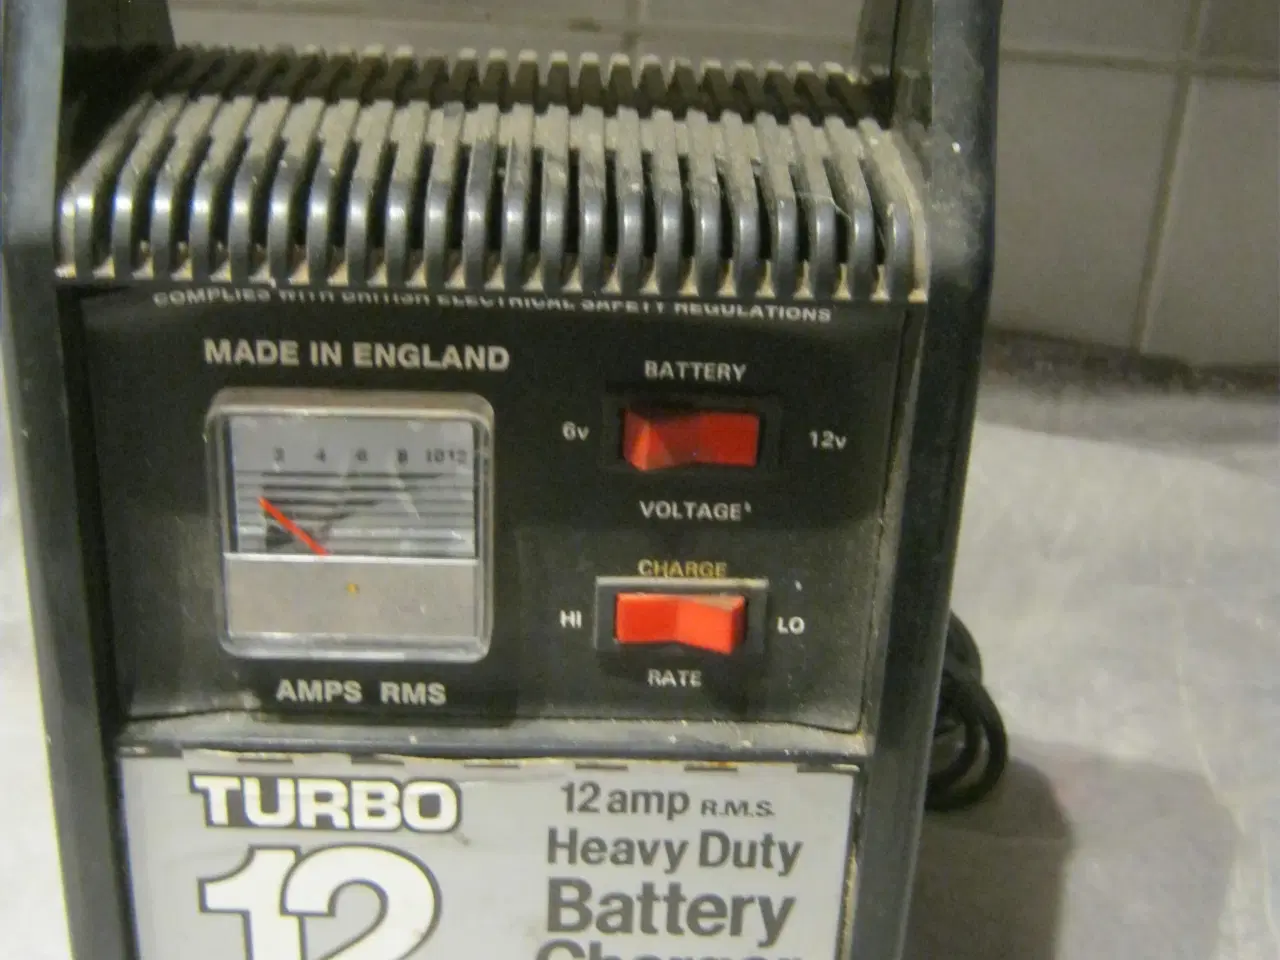 COMPLIES WITH BRITISH ELECTRICAL SAFETY REGULATIONS
MADE IN ENGLAND
BATTERY
6v 12v
VOLTAGE
2 4 6 8 10 12
CHARGE
HI LO
RATE
AMPS RMS
TURBO
12
12 amp R.M.S.
Heavy Duty
Battery
Charger